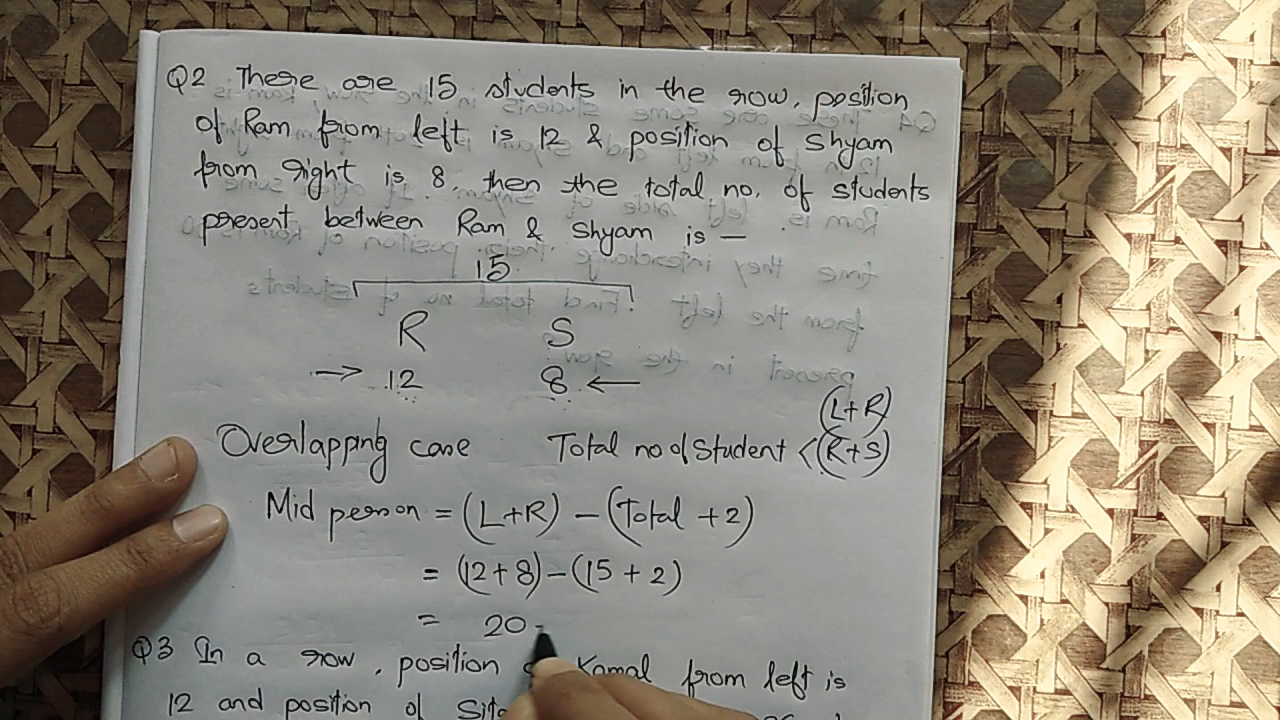 Q2 There are 15 students in the row, position
of Ram from left is 12 & position of Shyam
from right is 8, then the total no. of students
present between Ram & Shyam is –
15
R S
→ 12 8 ←
(L+R)
Overlapping case Total no of Student < (R+S)
Mid person = (L+R) – (Total +2)
= (12+8) – (15 + 2)
= 20 -
Q3 In a row, position Kamal from left is
12 and position of